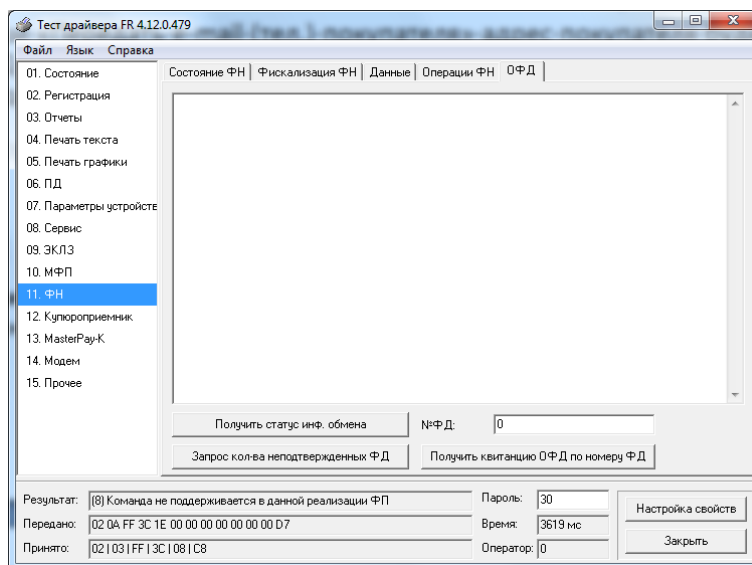 Тест драйвера FR 4.12.0.479
Файл Язык Справка
01. Состояние
02. Регистрация
03. Отчеты
04. Печать текста
05. Печать графики
06. ПД
07. Параметры устройств
08. Сервис
09. ЭКЛЗ
10. МФП
11. ФН
12. Купюроприемник
13. MasterPay-K
14. Модем
15. Прочее
Состояние ФН Фискализация ФН Данные Операции ФН ОФД
Получить статус инф. обмена №ФД: 0
Запрос кол-ва неподтвержденных ФД Получить квитанцию ОФД по номеру ФД
Результат: (8) Команда не поддерживается в данной реализации ФП Пароль: 30
Настройка свойств
Передано: 02 0A FF 3C 1E 00 00 00 00 00 00 00 D7 Время: 3619 мс
Принято: 02 | 03 | FF | 3C | 08 | C8 Оператор: 0
Закрыть